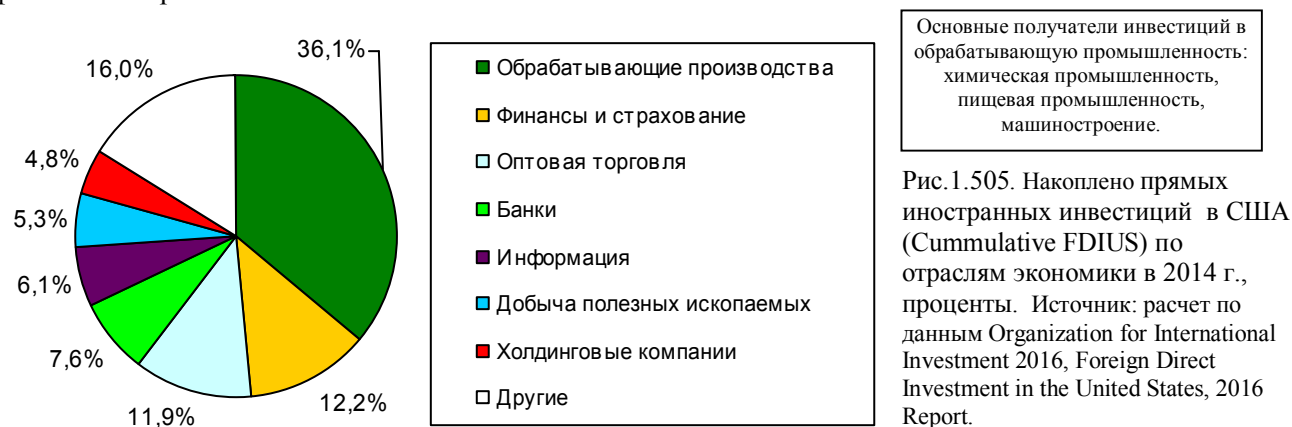 36,1%
16,0%
4,8%
5,3%
6,1%
7,6%
11,9%
12,2%
Обрабатывающие производства
Финансы и страхование
Оптовая торговля
Банки
Информация
Добыча полезных ископаемых
Холдинговые компании
Другие
Основные получатели инвестиций в
обрабатывающую промышленность:
химическая промышленность,
пищевая промышленность,
машиностроение.
Рис.1.505. Накоплено прямых
иностранных инвестиций в США
(Cummulative FDIUS) по
отраслям экономики в 2014 г.,
проценты. Источник: расчет по
данным Organization for International
Investment 2016, Foreign Direct
Investment in the United States, 2016
Report.